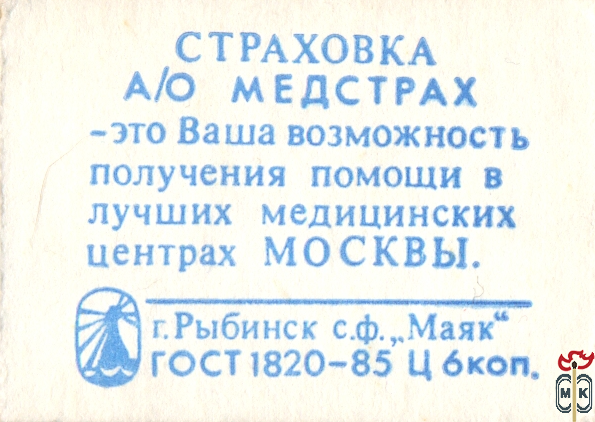 СТРАХОВКА
А/О МЕДСТРАХ
-это Ваша возможность
получения помощи в
лучших медицинских
центрах МОСКВЫ.
г. Рыбинск с.ф. „Маяк“
ГОСТ 1820-85 Ц 6коп.
МК